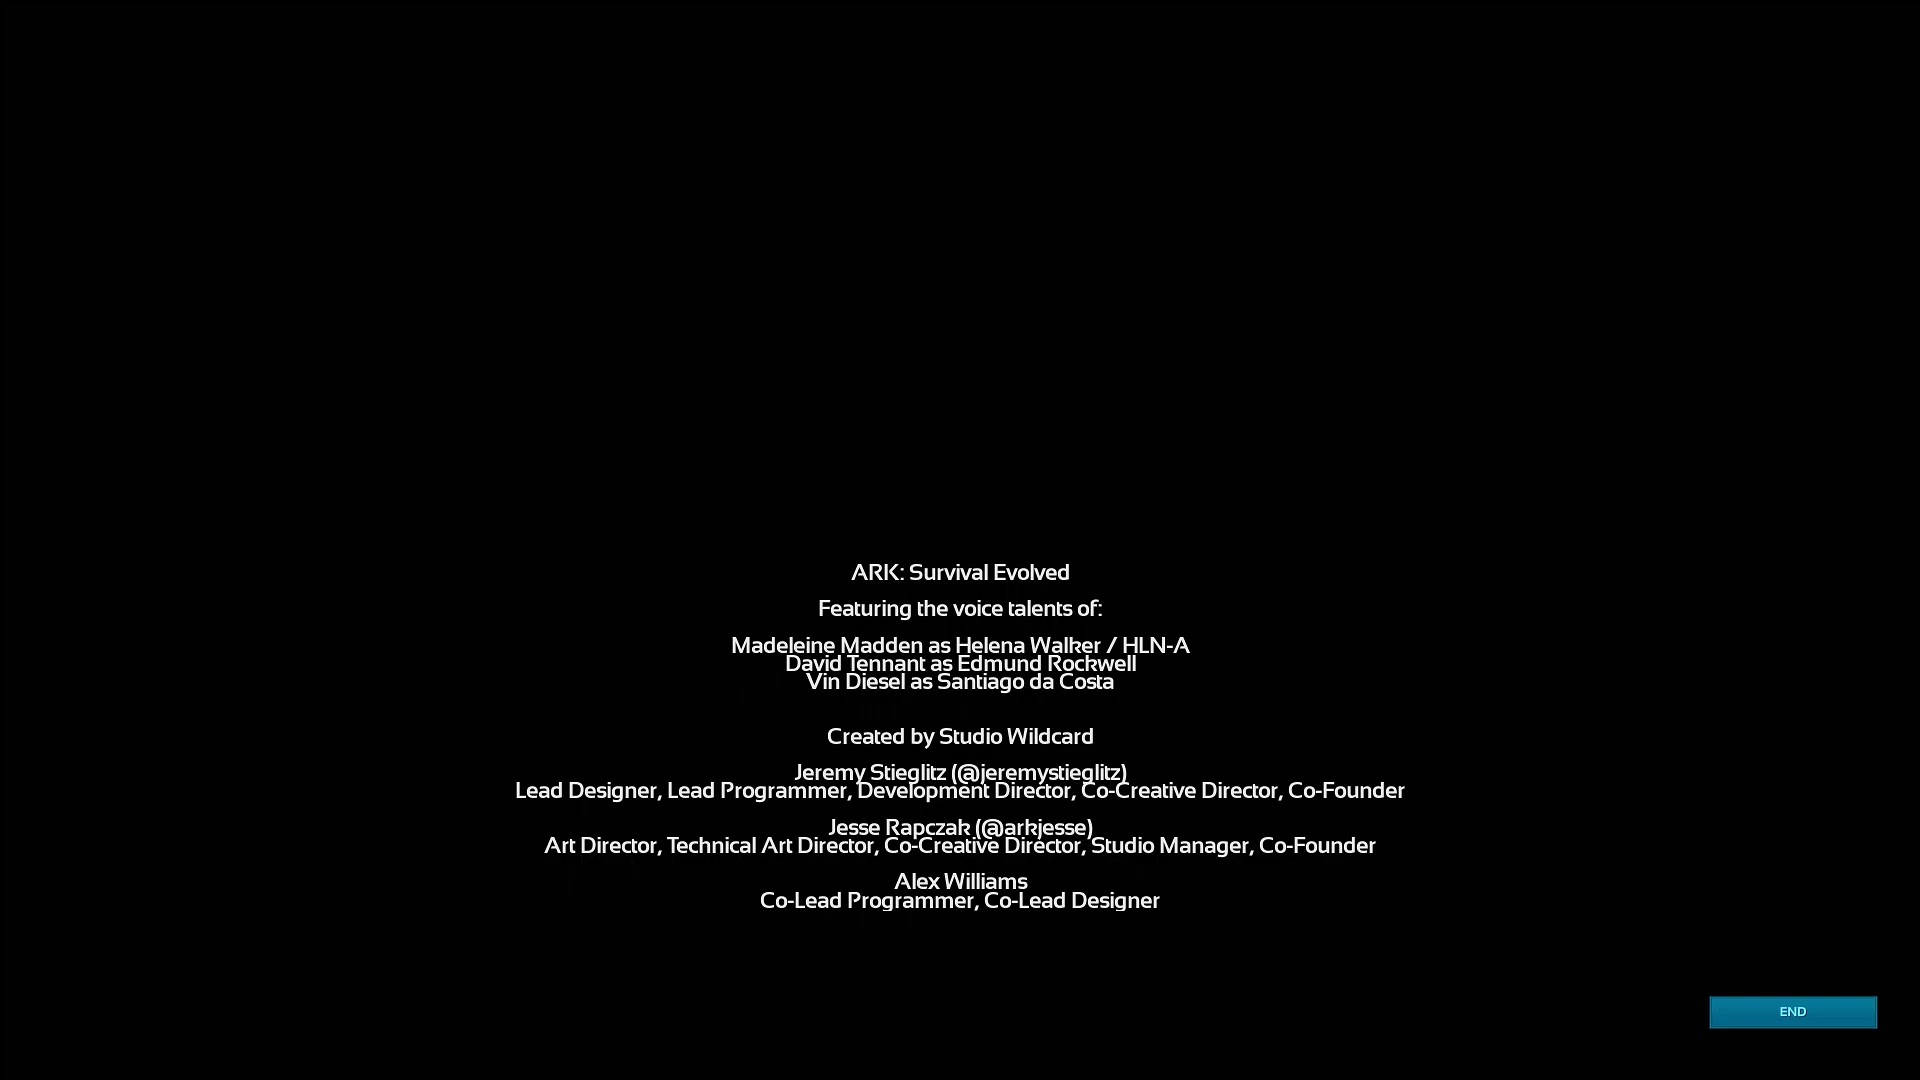 ARK: Survival Evolved
Featuring the voice talents of:
Madeleine Madden as Helena Walker / HLN-A
David Tennant as Edmund Rockwell
Vin Diesel as Santiago da Costa
Created by Studio Wildcard
Jeremy Stieglitz (@jeremystieglitz)
Lead Designer, Lead Programmer, Development Director, Co-Creative Director, Co-Founder
Jesse Rapczak (@arkjesse)
Art Director, Technical Art Director, Co-Creative Director, Studio Manager, Co-Founder
Alex Williams
Co-Lead Programmer, Co-Lead Designer
END